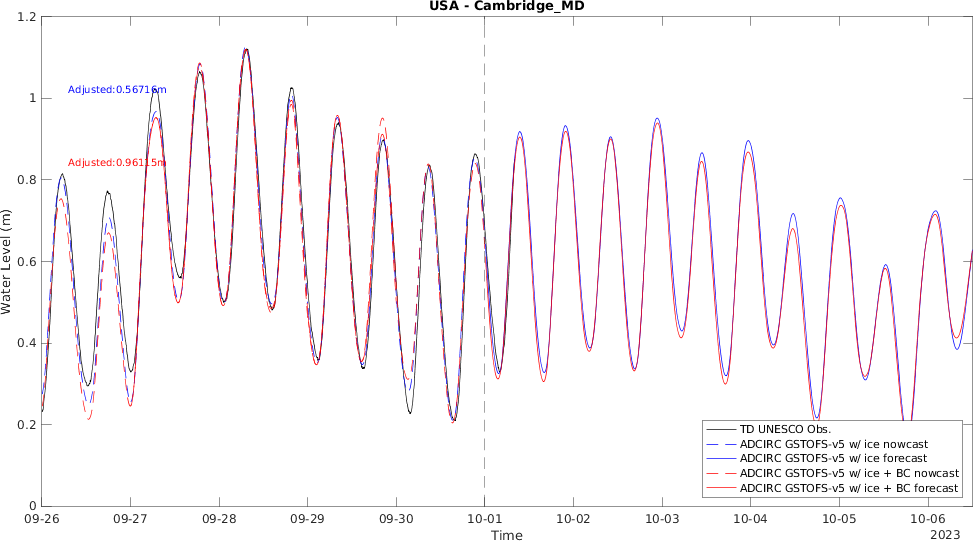 USA - Cambridge_MD
1.2
1
0.8
0.6
0.4
0.2
0
Water Level (m)
Adjusted:0.56716m
Adjusted:0.96115m
TD UNESCO Obs.
ADCIRC GSTOFS-v5 w/ ice nowcast
ADCIRC GSTOFS-v5 w/ ice forecast
ADCIRC GSTOFS-v5 w/ ice + BC nowcast
ADCIRC GSTOFS-v5 w/ ice + BC forecast
09-26 09-27 09-28 09-29 09-30 10-01 10-02 10-03 10-04 10-05 10-06
Time
2023